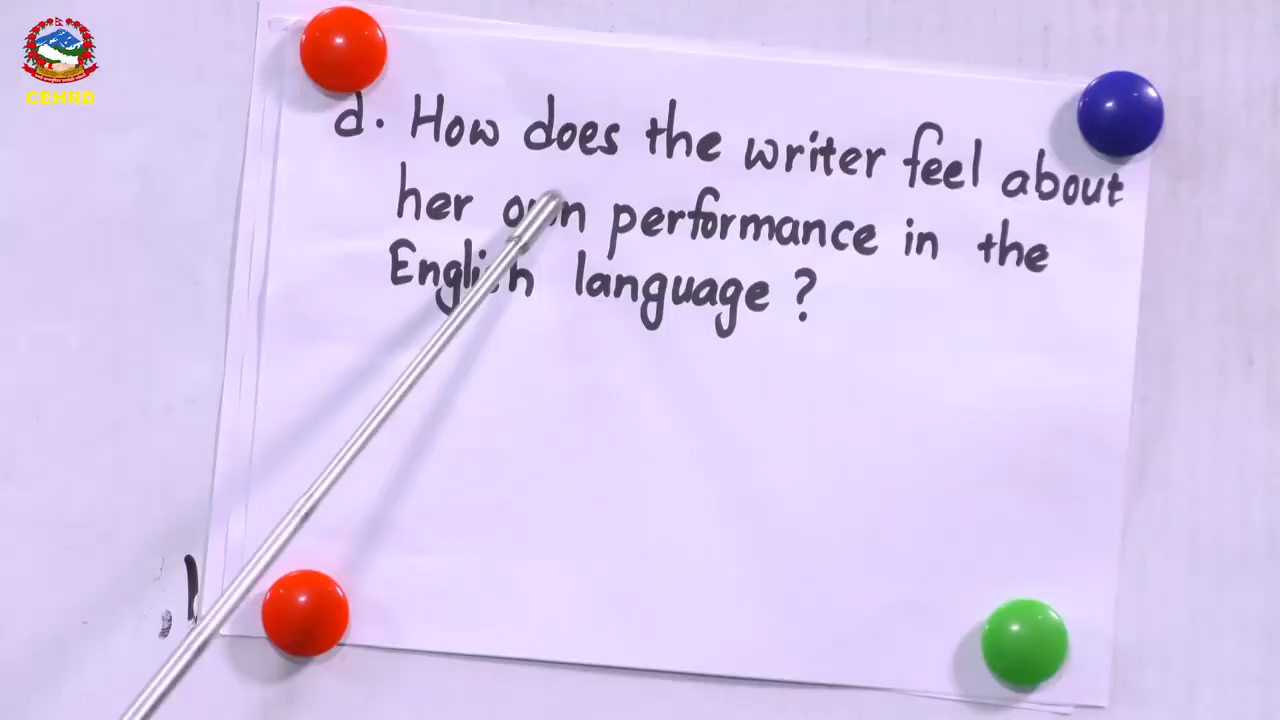 CEHRD
d. How does the writer feel about
her own performance in the
English language ?